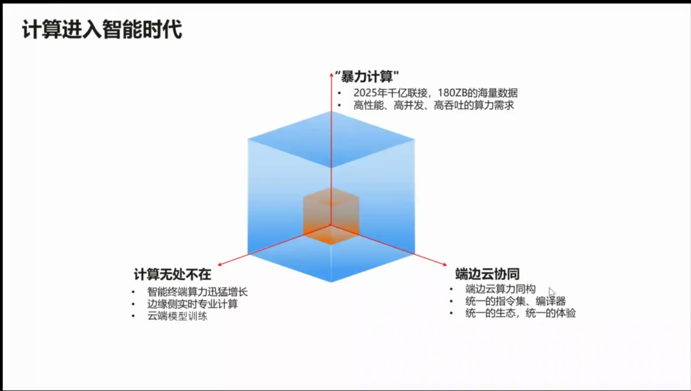 计算进入智能时代
“暴力计算"
• 2025年千亿联接，180ZB的海量数据
• 高性能、高并发、高吞吐的算力需求
计算无处不在
• 智能终端算力迅猛增长
• 边缘侧实时专业计算
• 云端模型训练
端边云协同
• 端边云算力同构
• 统一的指令集、编译器
• 统一的生态，统一的体验